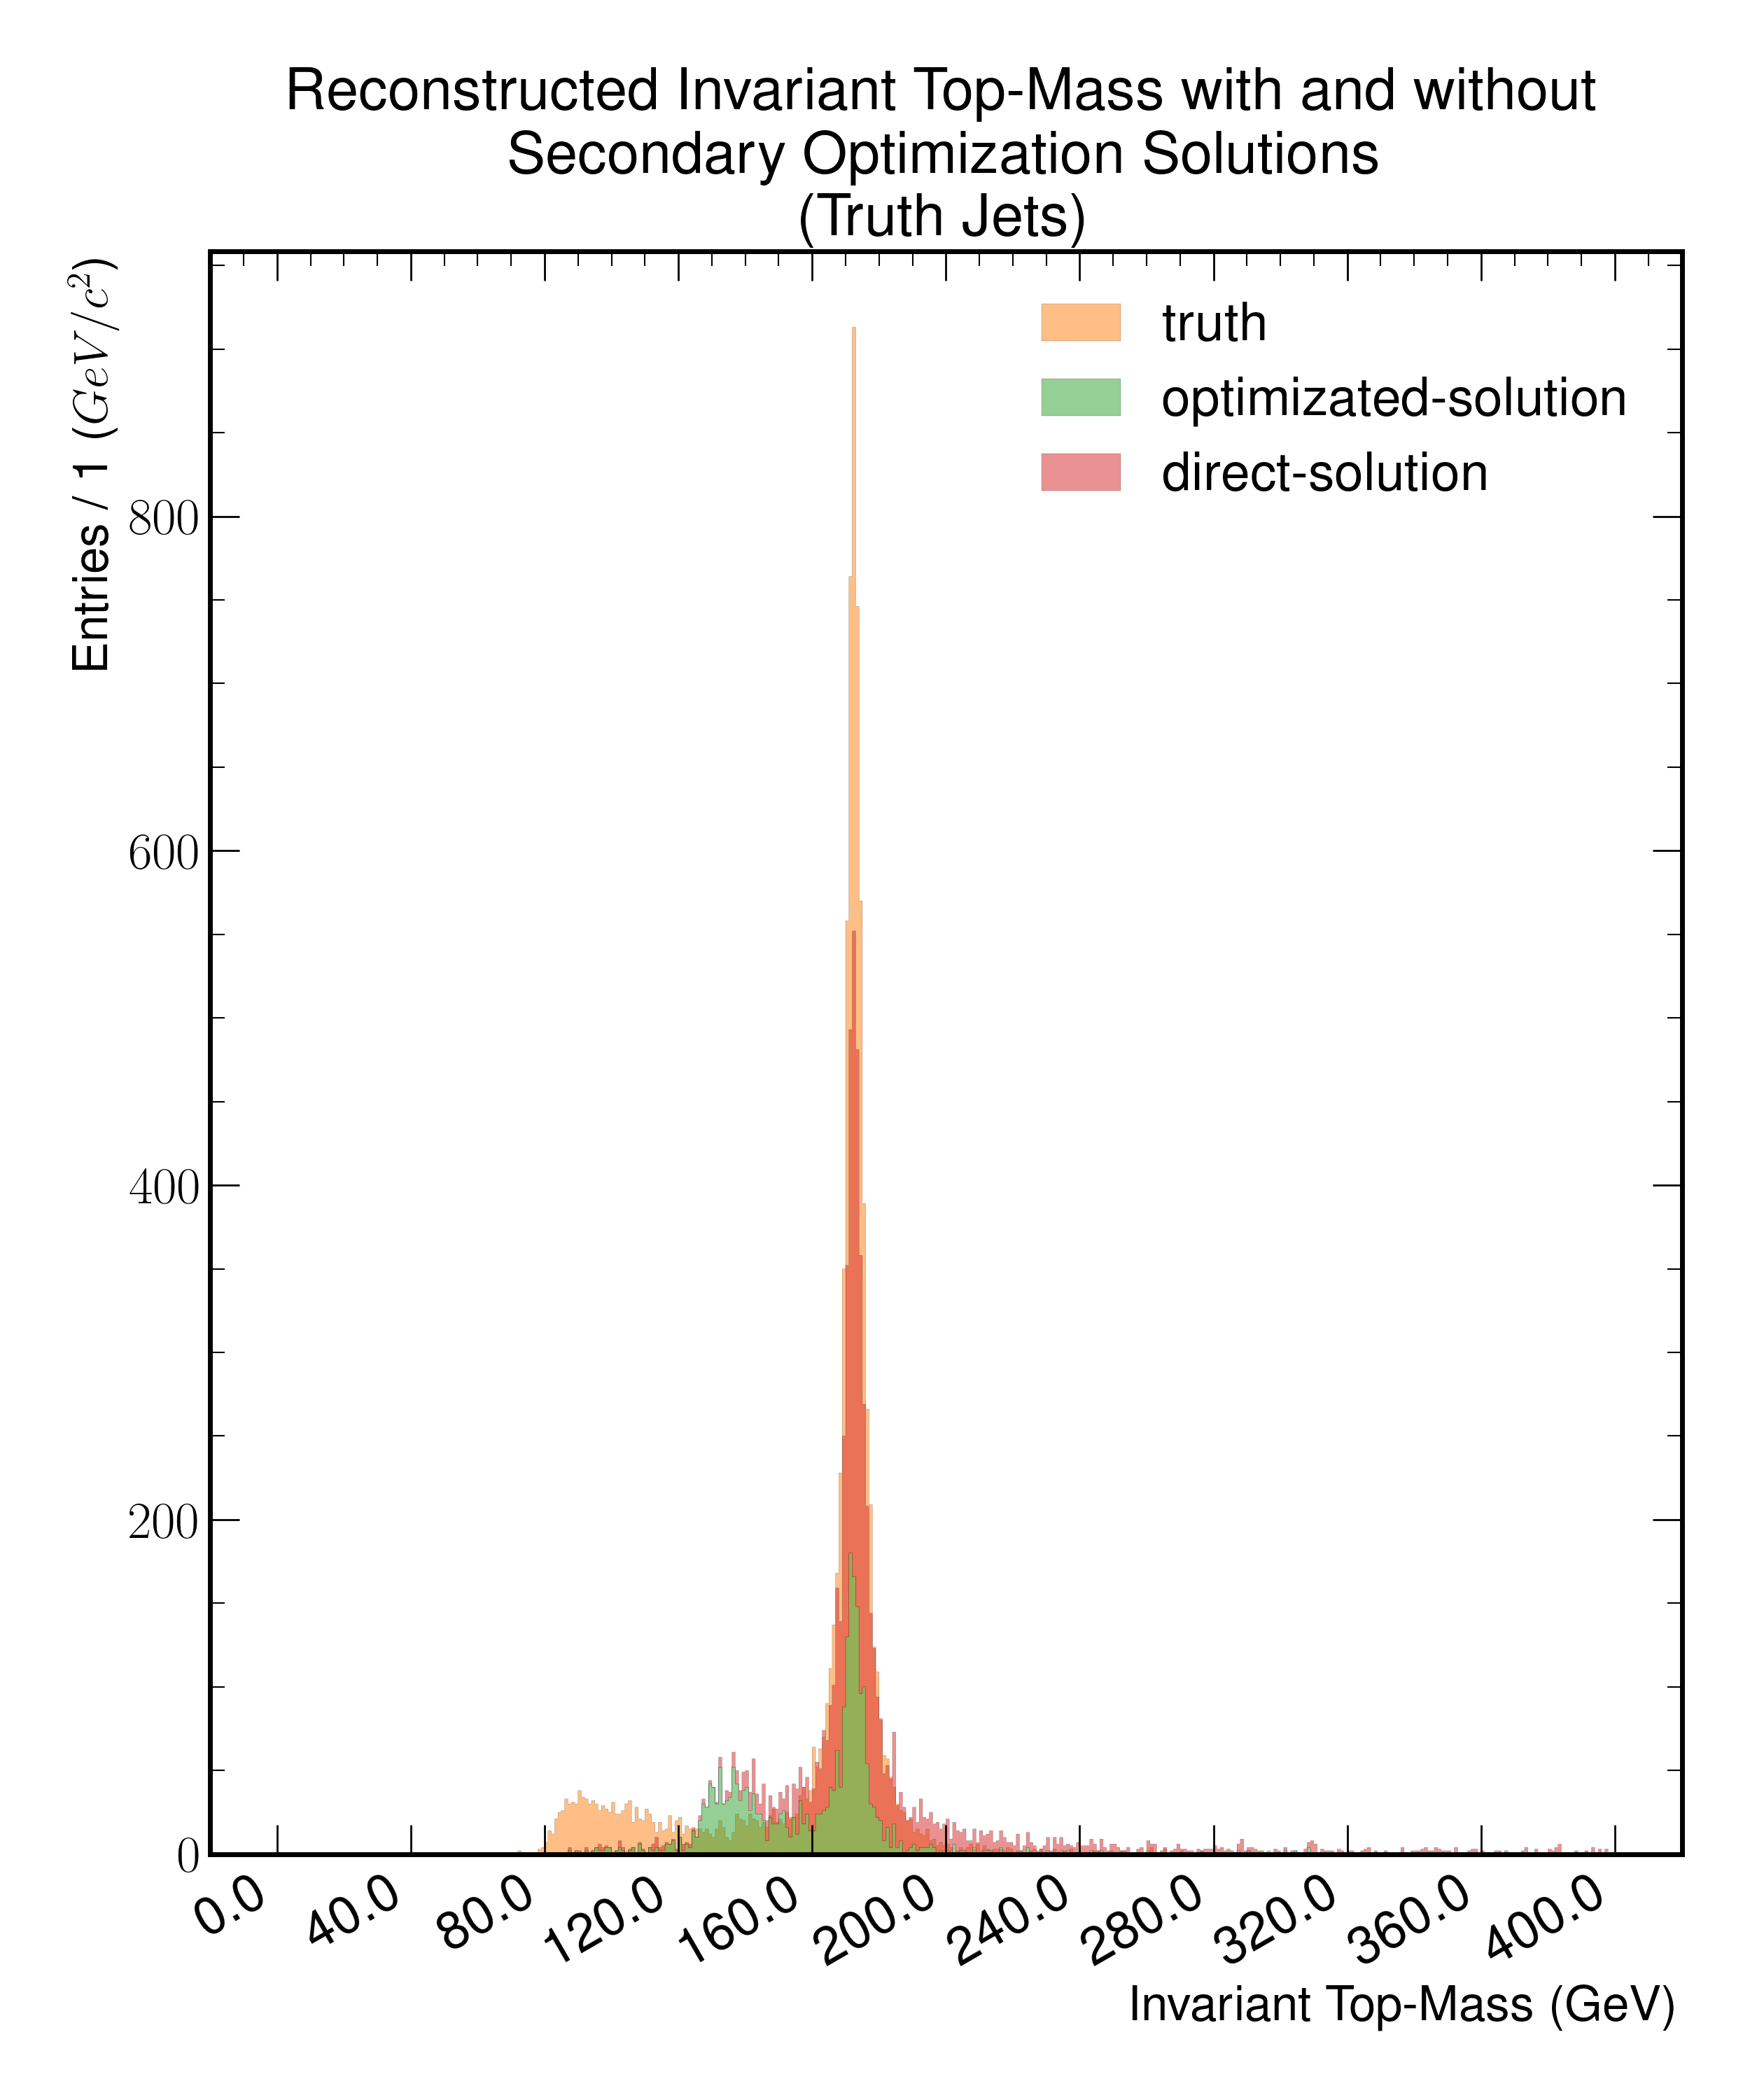 Reconstructed Invariant Top-Mass with and without
Secondary Optimization Solutions
(Truth Jets)
Entries / 1 (GeV/c²)
truth
optimizated-solution
direct-solution
800
600
400
200
0
0.0 40.0 80.0 120.0 160.0 200.0 240.0 280.0 320.0 360.0 400.0
Invariant Top-Mass (GeV)